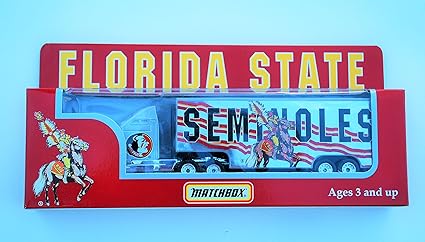 FLORIDA STATE
SEMINOLES
MATCHBOX
Ages 3 and up